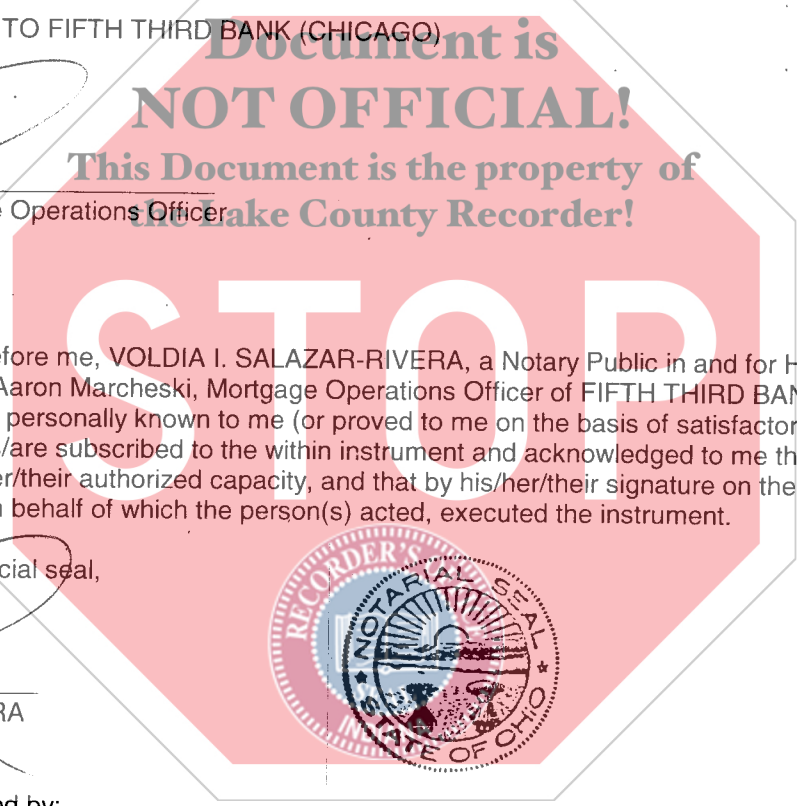 TO FIFTH THIRD BANK (CHICAGO)
Document is
NOT OFFICIAL!
This Document is the property of
the Lake County Recorder!
Operations Officer
STOP
efore me, VOLDIA I. SALAZAR-RIVERA, a Notary Public in and for H
Aaron Marcheski, Mortgage Operations Officer of FIFTH THIRD BAN
personally known to me (or proved to me on the basis of satisfactor
/are subscribed to the within instrument and acknowledged to me th
er/their authorized capacity, and that by his/her/their signature on the
behalf of which the person(s) acted, executed the instrument.
cial seal,
RECORDER'S
NOTARIAL SEAL
STATE OF OHIO
RA
ed by: